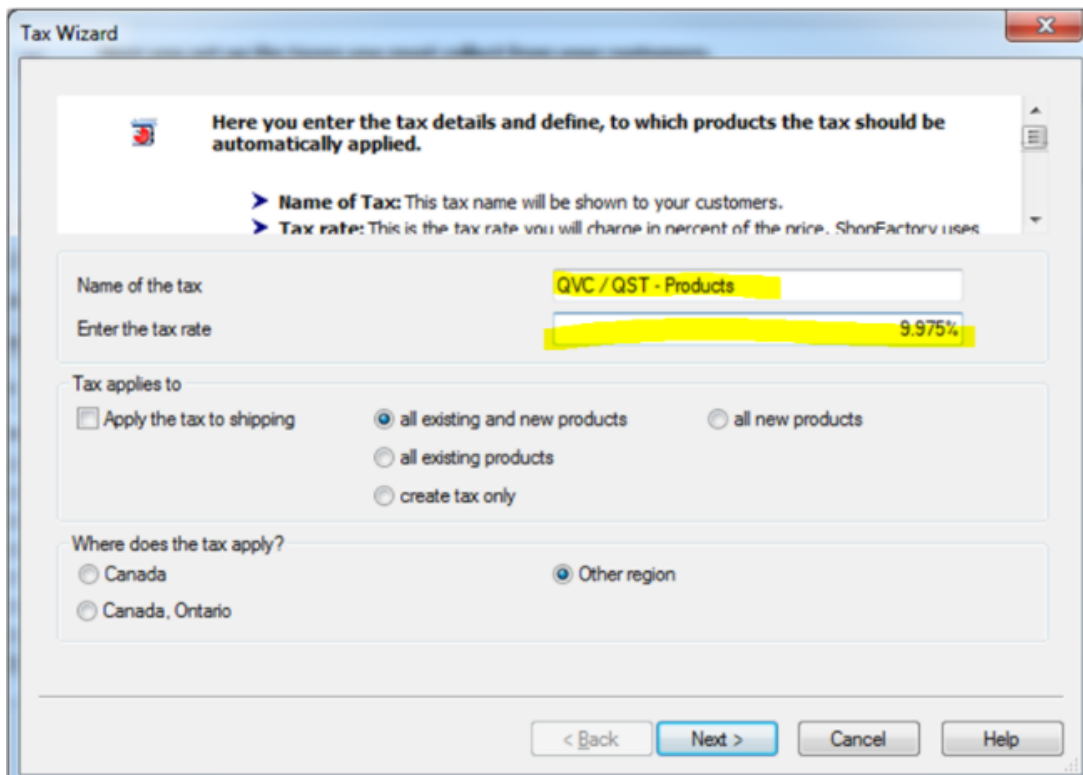 Tax Wizard
Here you enter the tax details and define, to which products the tax should be
automatically applied.
➤ Name of Tax: This tax name will be shown to your customers.
➤ Tax rate: This is the tax rate you will charge in percent of the price. ShopFactory uses
Name of the tax
QVC / QST - Products
Enter the tax rate
9.975%
Tax applies to
Apply the tax to shipping
all existing and new products
all new products
all existing products
create tax only
Where does the tax apply?
Canada
Other region
Canada, Ontario
< Back
Next >
Cancel
Help